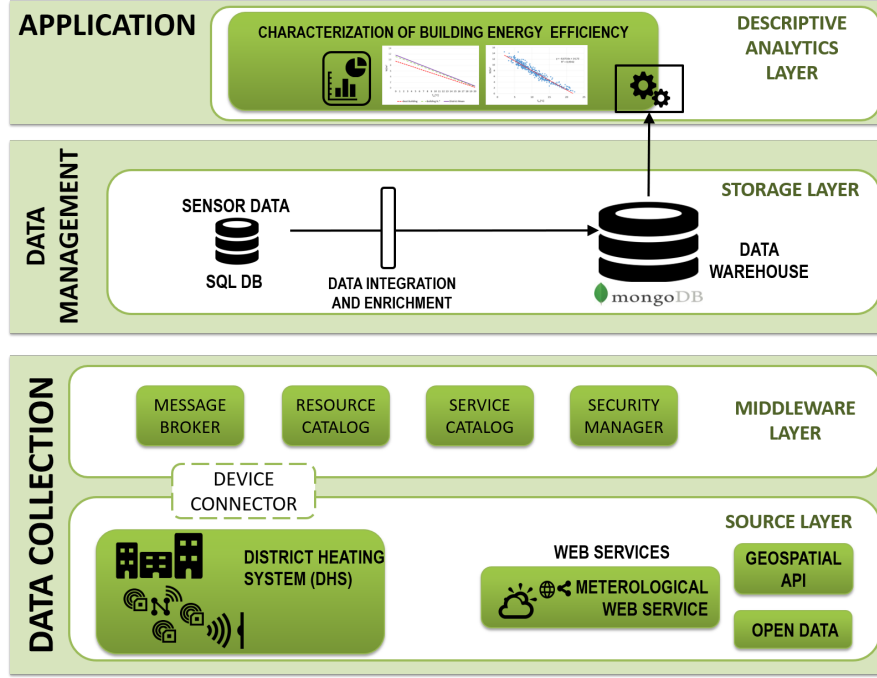 APPLICATION
CHARACTERIZATION OF BUILDING ENERGY EFFICIENCY
DESCRIPTIVE
ANALYTICS
LAYER
DATA
MANAGEMENT
STORAGE LAYER
SENSOR DATA
SQL DB
DATA INTEGRATION
AND ENRICHMENT
DATA
WAREHOUSE
mongoDB
DATA COLLECTION
MESSAGE
BROKER
RESOURCE
CATALOG
SERVICE
CATALOG
SECURITY
MANAGER
MIDDLEWARE
LAYER
DEVICE
CONNECTOR
SOURCE LAYER
DISTRICT HEATING
SYSTEM (DHS)
WEB SERVICES
METEROLOGICAL
WEB SERVICE
GEOSPATIAL
API
OPEN DATA